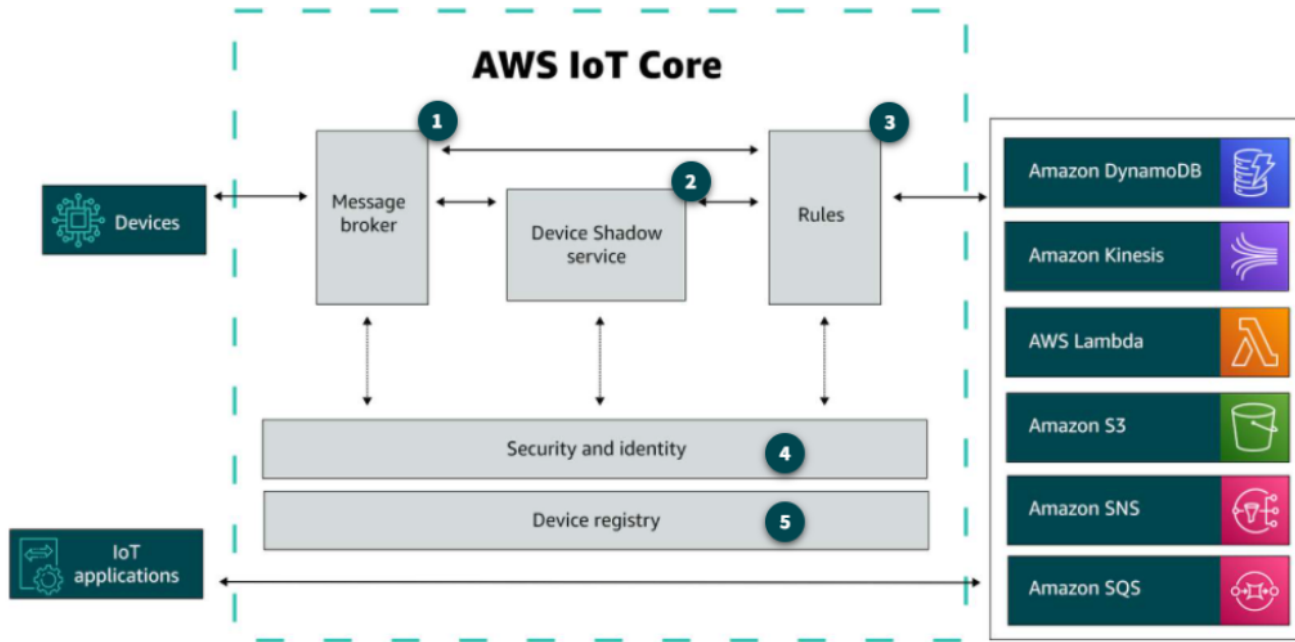 AWS IoT Core
1
3
2
Devices
Message
broker
Device Shadow
service
Rules
Security and identity
4
Device registry
5
IoT
applications
Amazon DynamoDB
Amazon Kinesis
AWS Lambda
Amazon S3
Amazon SNS
Amazon SQS